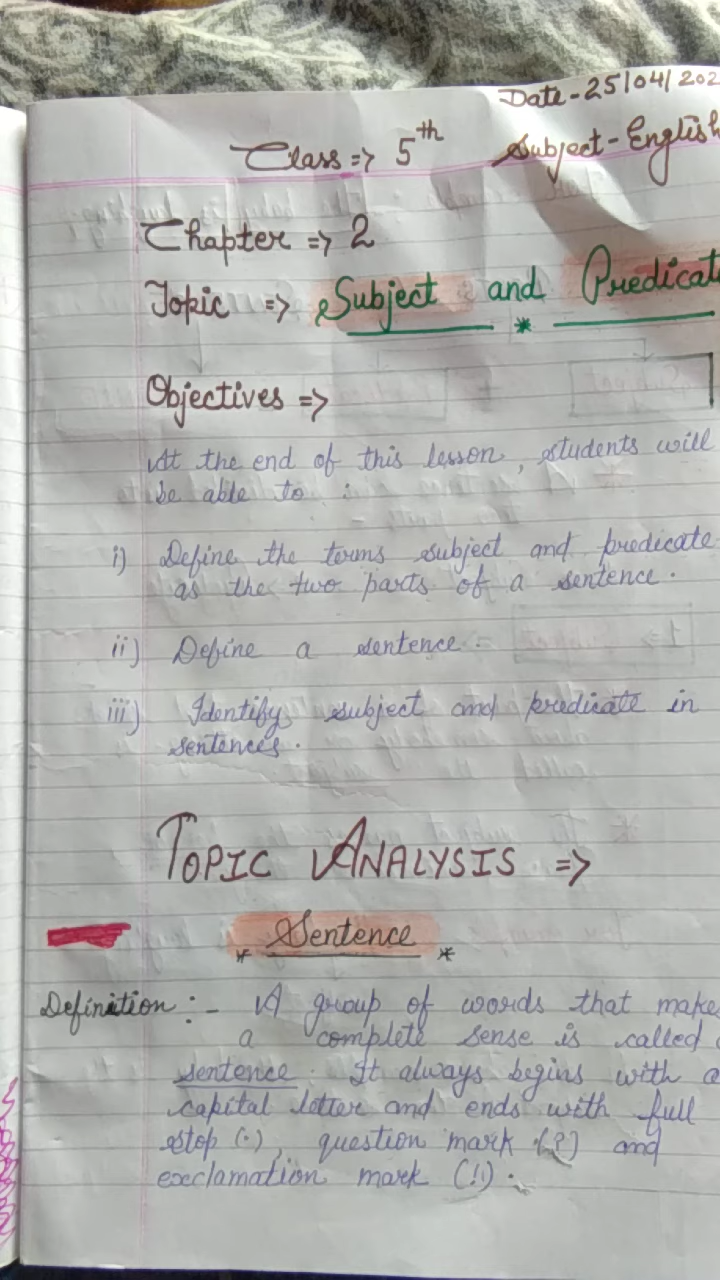 Date-25/04/202
Class => 5th Subject-English
Chapter => 2
Topic => Subject and Predicat
Objectives =>
At the end of this lesson, students will
be able to :
i) Define the terms subject and predicate
as the two parts of a sentence.
ii) Define a sentence.
iii) Identify subject and predicate in
sentences.
TOPIC ANALYSIS =>
* Sentence *
Definition :- A group of words that make
a complete sense is called
sentence. It always begins with a
capital letter and ends with full
stop (.), question mark (?) and
exclamation mark (!).